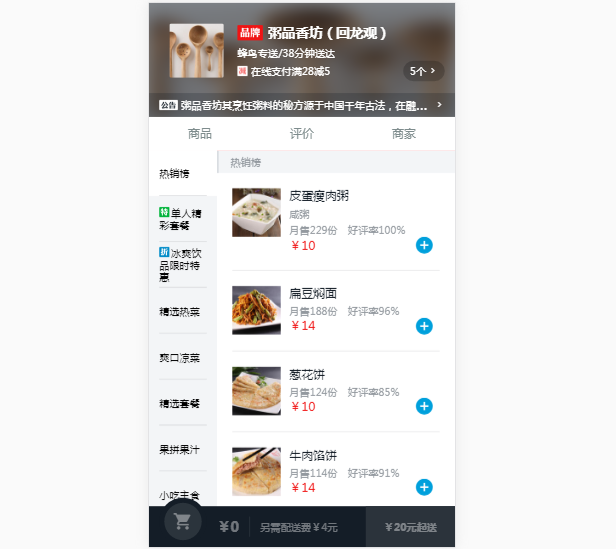 品牌 粥品香坊（回龙观）
蜂鸟专送/38分钟送达
减 在线支付满28减5
5个 >
公告 粥品香坊其烹饪粥料的秘方源于中国千年古法，在融... >
商品 评价 商家
热销榜
特 单人精
彩套餐
折 冰爽饮
品限时特
惠
精选热菜
爽口凉菜
精选套餐
果拼果汁
小吃主食
热销榜
皮蛋瘦肉粥
咸粥
月售229份 好评率100%
￥10
扁豆焖面
月售188份 好评率96%
￥14
葱花饼
月售124份 好评率85%
￥10
牛肉馅饼
月售114份 好评率91%
￥14
¥0 另需配送费￥4元 ￥20元起送